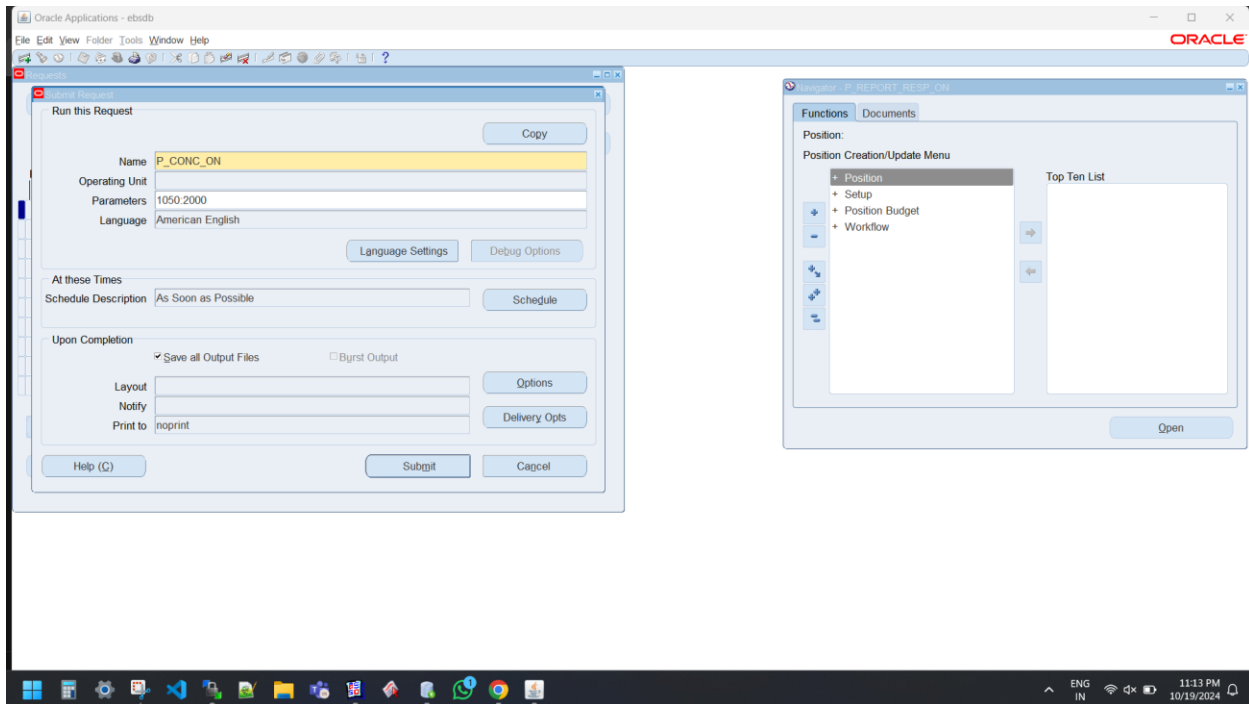 Oracle Applications - ebsdb
File Edit View Folder Tools Window Help
ORACLE
Requests
Submit Request
Run this Request
Copy
Name P_CONC_ON
Operating Unit
Parameters 1050:2000
Language American English
Language Settings Debug Options
At these Times
Schedule Description As Soon as Possible Schedule
Upon Completion
Save all Output Files Burst Output
Layout
Options
Notify
Print to noprint
Delivery Opts
Help (C) Submit Cancel
Navigator - P_REPORT_RESP_ON
Functions Documents
Position:
Position Creation/Update Menu
+ Position
+ Setup
+ Position Budget
+ Workflow
Top Ten List
Open
1
ENG
IN
11:13 PM
10/19/2024